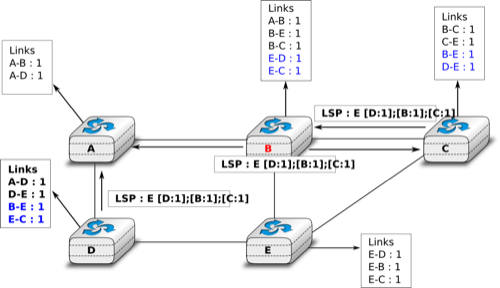 Links
A-B : 1
B-E : 1
B-C : 1
E-D : 1
E-C : 1
Links
B-C : 1
C-E : 1
B-E : 1
D-E : 1
Links
A-B : 1
A-D : 1
LSP : E [D:1];[B:1];[C:1]
A
B
C
LSP : E [D:1];[B:1];[C:1]
Links
A-D : 1
D-E : 1
B-E : 1
E-C : 1
LSP : E [D:1];[B:1];[C:1]
D
E
Links
E-D : 1
E-B : 1
E-C : 1